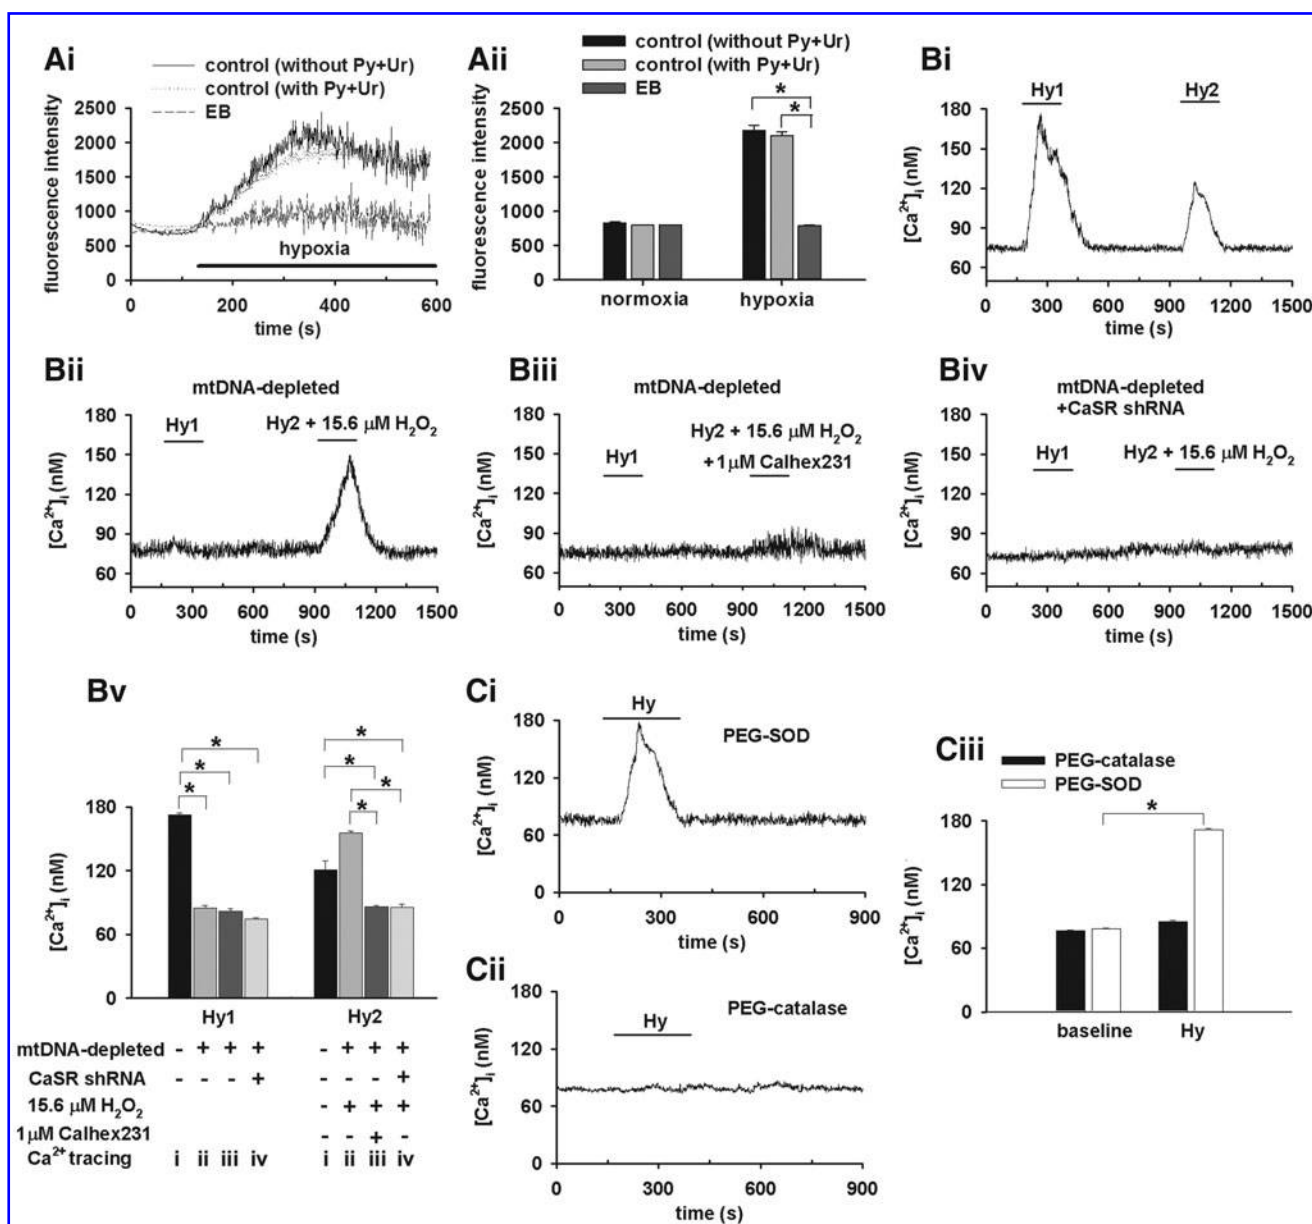 Ai
control (without Py+Ur)
control (with Py+Ur)
EB
fluorescence intensity
2500
2000
1500
1000
500
0
hypoxia
0 200 400 600
time (s)
Aii
control (without Py+Ur)
control (with Py+Ur)
EB
fluorescence intensity
2500
2000
1500
1000
500
0
*
*
normoxia hypoxia
Bi
Hy1 Hy2
[Ca²⁺]ᵢ (nM)
180
150
120
90
60
0 300 600 900 1200 1500
time (s)
Bii
mtDNA-depleted
Hy1 Hy2 + 15.6 μM H₂O₂
[Ca²⁺]ᵢ (nM)
180
150
120
90
60
0 300 600 900 1200 1500
time (s)
Biii
mtDNA-depleted
Hy1
Hy2 + 15.6 μM H₂O₂
+1μM Calhex231
[Ca²⁺]ᵢ (nM)
180
150
120
90
60
0 300 600 900 1200 1500
time (s)
Biv
mtDNA-depleted
+CaSR shRNA
Hy1 Hy2 + 15.6 μM H₂O₂
[Ca²⁺]ᵢ (nM)
180
150
120
90
60
0 300 600 900 1200 1500
time (s)
Bv
[Ca²⁺]ᵢ (nM)
180
120
60
0
* *
* *
* *
*
Hy1 Hy2
mtDNA-depleted - + + + - + + +
CaSR shRNA - - - + - - - +
15.6 μM H₂O₂ - + + +
1μM Calhex231 - - + -
Ca²⁺ tracing i ii iii iv i ii iii iv
Ci
Hy
PEG-SOD
[Ca²⁺]ᵢ (nM)
180
120
60
0
0 300 600 900
time (s)
Cii
Hy
PEG-catalase
[Ca²⁺]ᵢ (nM)
180
120
60
0
0 300 600 900
time (s)
Ciii
PEG-catalase
PEG-SOD
*
[Ca²⁺]ᵢ (nM)
180
120
60
0
baseline Hy